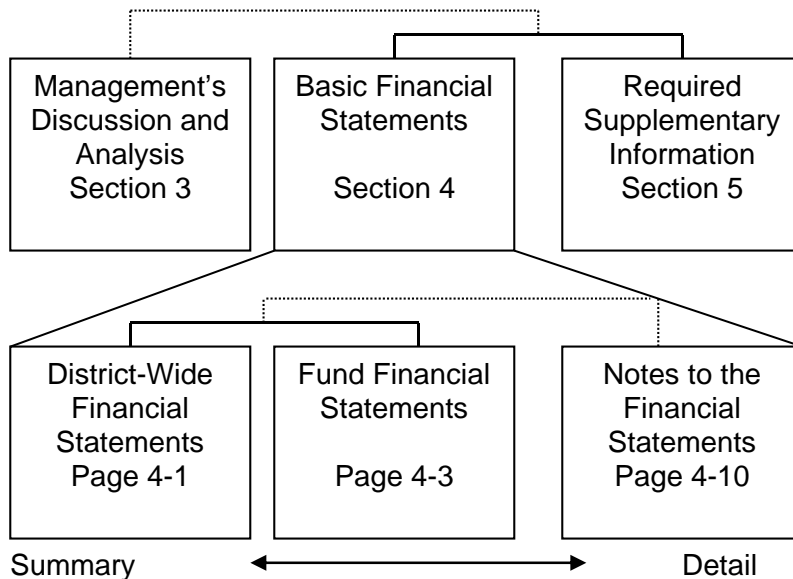 Management’s
Discussion and
Analysis
Section 3
Basic Financial
Statements
Section 4
Required
Supplementary
Information
Section 5
District-Wide
Financial
Statements
Page 4-1
Fund Financial
Statements
Page 4-3
Notes to the
Financial
Statements
Page 4-10
Summary
Detail